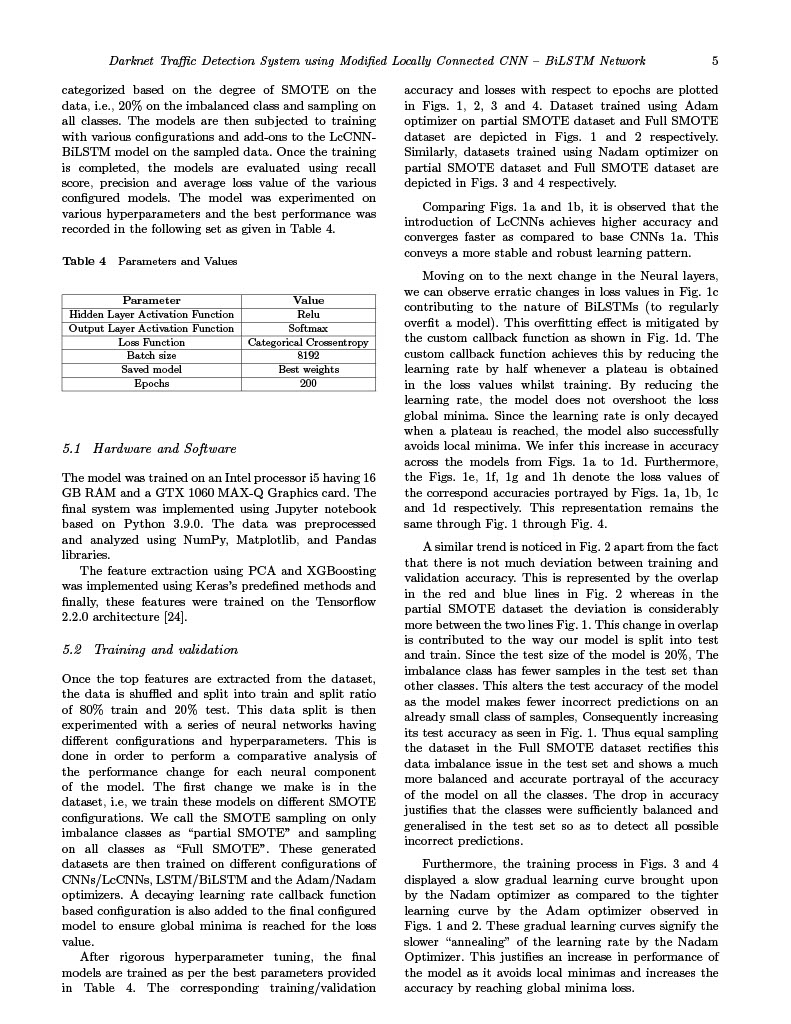 Darknet Traffic Detection System using Modified Locally Connected CNN – BiLSTM Network 5
categorized based on the degree of SMOTE on the
data, i.e., 20% on the imbalanced class and sampling on
all classes. The models are then subjected to training
with various configurations and add-ons to the LcCNN-
BiLSTM model on the sampled data. Once the training
is completed, the models are evaluated using recall
score, precision and average loss value of the various
configured models. The model was experimented on
various hyperparameters and the best performance was
recorded in the following set as given in Table 4.
Table 4 Parameters and Values
Parameter Value
Hidden Layer Activation Function Relu
Output Layer Activation Function Softmax
Loss Function Categorical Crossentropy
Batch size 8192
Saved model Best weights
Epochs 200
5.1 Hardware and Software
The model was trained on an Intel processor i5 having 16
GB RAM and a GTX 1060 MAX-Q Graphics card. The
final system was implemented using Jupyter notebook
based on Python 3.9.0. The data was preprocessed
and analyzed using NumPy, Matplotlib, and Pandas
libraries.
The feature extraction using PCA and XGBoosting
was implemented using Keras's predefined methods and
finally, these features were trained on the Tensorflow
2.2.0 architecture [24].
5.2 Training and validation
Once the top features are extracted from the dataset,
the data is shuffled and split into train and split ratio
of 80% train and 20% test. This data split is then
experimented with a series of neural networks having
different configurations and hyperparameters. This is
done in order to perform a comparative analysis of
the performance change for each neural component
of the model. The first change we make is in the
dataset, i.e, we train these models on different SMOTE
configurations. We call the SMOTE sampling on only
imbalance classes as “partial SMOTE” and sampling
on all classes as “Full SMOTE”. These generated
datasets are then trained on different configurations of
CNNs/LcCNNs, LSTM/BiLSTM and the Adam/Nadam
optimizers. A decaying learning rate callback function
based configuration is also added to the final configured
model to ensure global minima is reached for the loss
value.
After rigorous hyperparameter tuning, the final
models are trained as per the best parameters provided
in Table 4. The corresponding training/validation
accuracy and losses with respect to epochs are plotted
in Figs. 1, 2, 3 and 4. Dataset trained using Adam
optimizer on partial SMOTE dataset and Full SMOTE
dataset are depicted in Figs. 1 and 2 respectively.
Similarly, datasets trained using Nadam optimizer on
partial SMOTE dataset and Full SMOTE dataset are
depicted in Figs. 3 and 4 respectively.
Comparing Figs. 1a and 1b, it is observed that the
introduction of LcCNNs achieves higher accuracy and
converges faster as compared to base CNNs 1a. This
conveys a more stable and robust learning pattern.
Moving on to the next change in the Neural layers,
we can observe erratic changes in loss values in Fig. 1c
contributing to the nature of BiLSTMs (to regularly
overfit a model). This overfitting effect is mitigated by
the custom callback function as shown in Fig. 1d. The
custom callback function achieves this by reducing the
learning rate by half whenever a plateau is obtained
in the loss values whilst training. By reducing the
learning rate, the model does not overshoot the loss
global minima. Since the learning rate is only decayed
when a plateau is reached, the model also successfully
avoids local minima. We infer this increase in accuracy
across the models from Figs. 1a to 1d. Furthermore,
the Figs. 1e, 1f, 1g and 1h denote the loss values of
the correspond accuracies portrayed by Figs. 1a, 1b, 1c
and 1d respectively. This representation remains the
same through Fig. 1 through Fig. 4.
A similar trend is noticed in Fig. 2 apart from the fact
that there is not much deviation between training and
validation accuracy. This is represented by the overlap
in the red and blue lines in Fig. 2 whereas in the
partial SMOTE dataset the deviation is considerably
more between the two lines Fig. 1. This change in overlap
is contributed to the way our model is split into test
and train. Since the test size of the model is 20%, The
imbalance class has fewer samples in the test set than
other classes. This alters the test accuracy of the model
as the model makes fewer incorrect predictions on an
already small class of samples, Consequently increasing
its test accuracy as seen in Fig. 1. Thus equal sampling
the dataset in the Full SMOTE dataset rectifies this
data imbalance issue in the test set and shows a much
more balanced and accurate portrayal of the accuracy
of the model on all the classes. The drop in accuracy
justifies that the classes were sufficiently balanced and
generalised in the test set so as to detect all possible
incorrect predictions.
Furthermore, the training process in Figs. 3 and 4
displayed a slow gradual learning curve brought upon
by the Nadam optimizer as compared to the tighter
learning curve by the Adam optimizer observed in
Figs. 1 and 2. These gradual learning curves signify the
slower “annealing” of the learning rate by the Nadam
Optimizer. This justifies an increase in performance of
the model as it avoids local minimas and increases the
accuracy by reaching global minima loss.